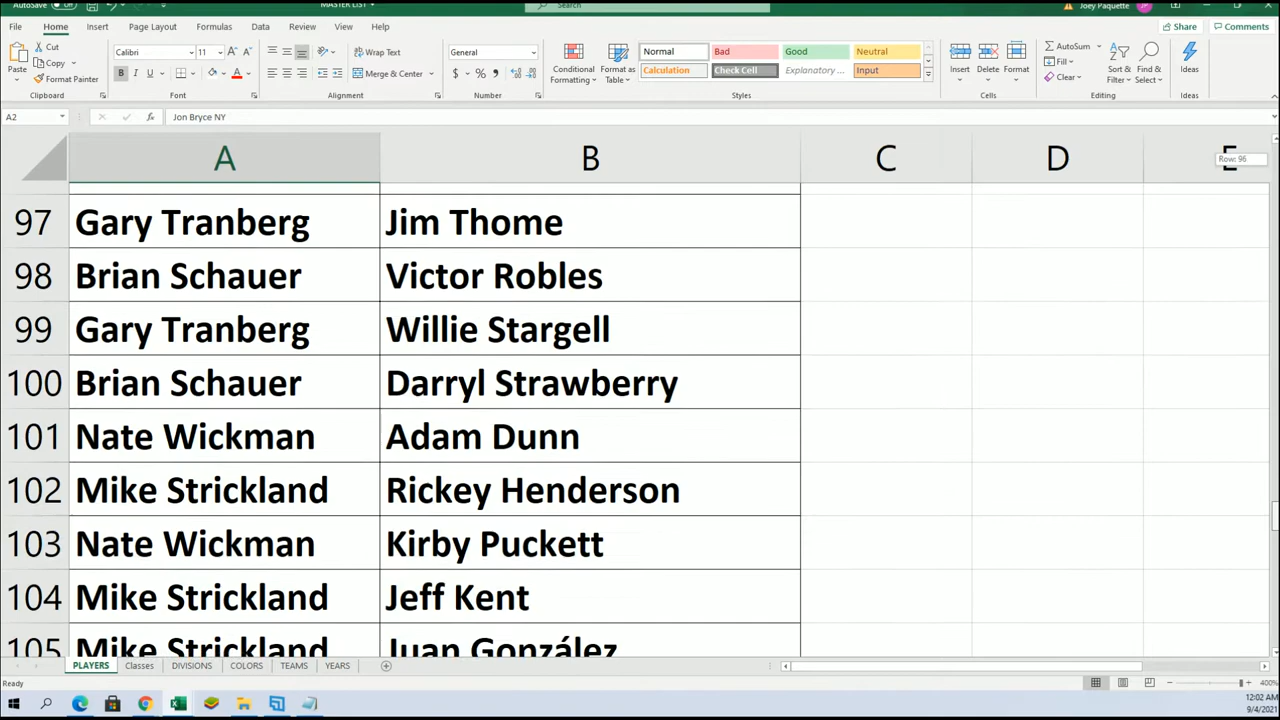 AutoSave MASTER LIST Search Joey Paquette JP
File Home Insert Page Layout Formulas Data Review View Help Share Comments
Paste Cut Copy Format Painter Clipboard
Calibri 11 A A B I U A Font
Wrap Text Merge & Center Alignment
General $ % Number
Conditional Formatting Format as Table
Normal Bad Good Neutral
Calculation Check Cell Explanatory ... Input
Styles
Insert Delete Format Cells
AutoSum Fill Clear Sort & Filter Find & Select Editing
Ideas Ideas
A2 fx Jon Bryce NY
A B C D E
Row: 96
97 Gary Tranberg Jim Thome
98 Brian Schauer Victor Robles
99 Gary Tranberg Willie Stargell
100 Brian Schauer Darryl Strawberry
101 Nate Wickman Adam Dunn
102 Mike Strickland Rickey Henderson
103 Nate Wickman Kirby Puckett
104 Mike Strickland Jeff Kent
105 Mike Strickland Juan González
PLAYERS Classes DIVISIONS COLORS TEAMS YEARS
Ready 400%
12:02 AM
9/4/2021